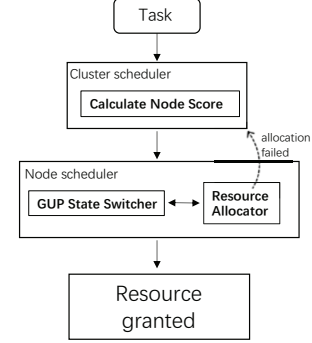 Task
Cluster scheduler
Calculate Node Score
allocation
failed
Node scheduler
GUP State Switcher
Resource
Allocator
Resource
granted